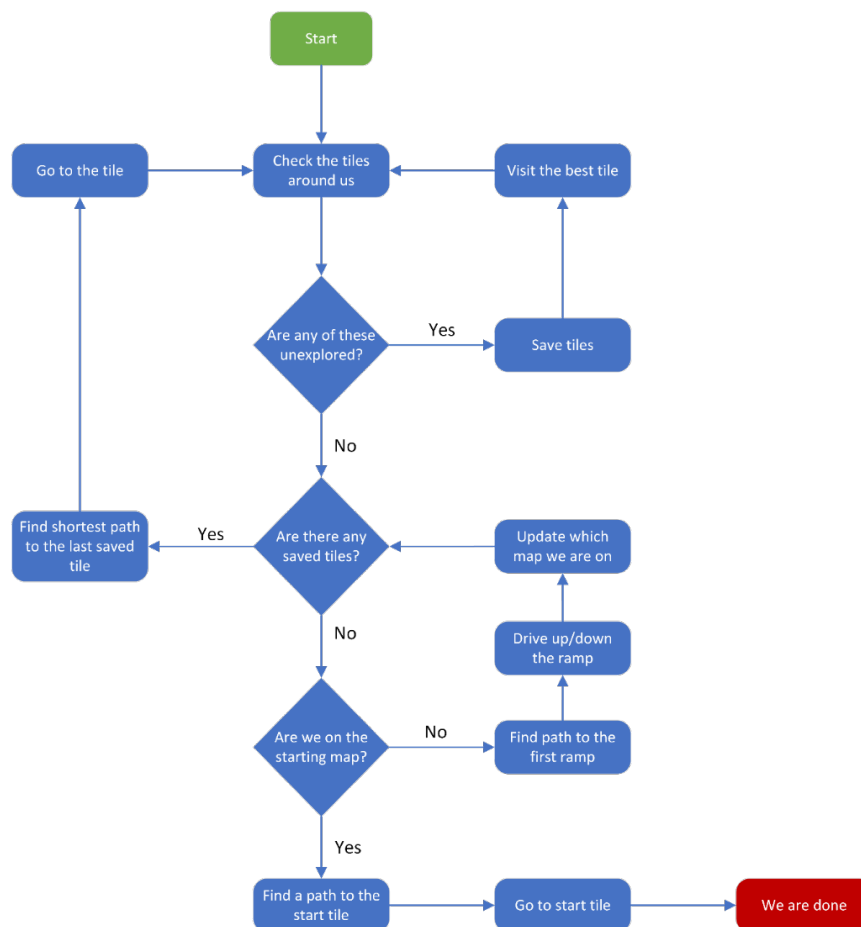 Start
Go to the tile
Check the tiles
around us
Visit the best tile
Are any of these
unexplored?
Yes
Save tiles
No
Find shortest path
to the last saved
tile
Yes
Are there any
saved tiles?
Update which
map we are on
No
Drive up/down
the ramp
Are we on the
starting map?
No
Find path to the
first ramp
Yes
Find a path to the
start tile
Go to start tile
We are done